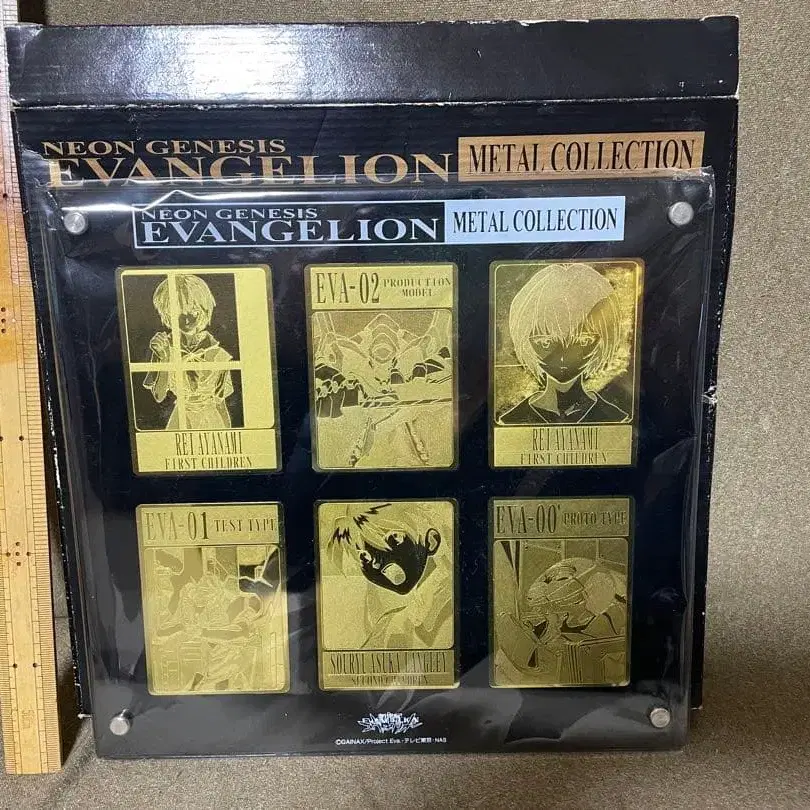 NEON GENESIS
EVANGELION METAL COLLECTION
NEON GENESIS
EVANGELION METAL COLLECTION
REI AYANAMI
FIRST CHILDREN
EVA-02 PRODUCTION
MODEL
REI AYANAMI
FIRST CHILDREN
EVA-01 TEST TYPE
SOURYU ASUKA LANGLEY
SECOND CHILDREN
EVA-00' PROTO TYPE
©GAINAX/Project Eva.・テレビ東京・NAS